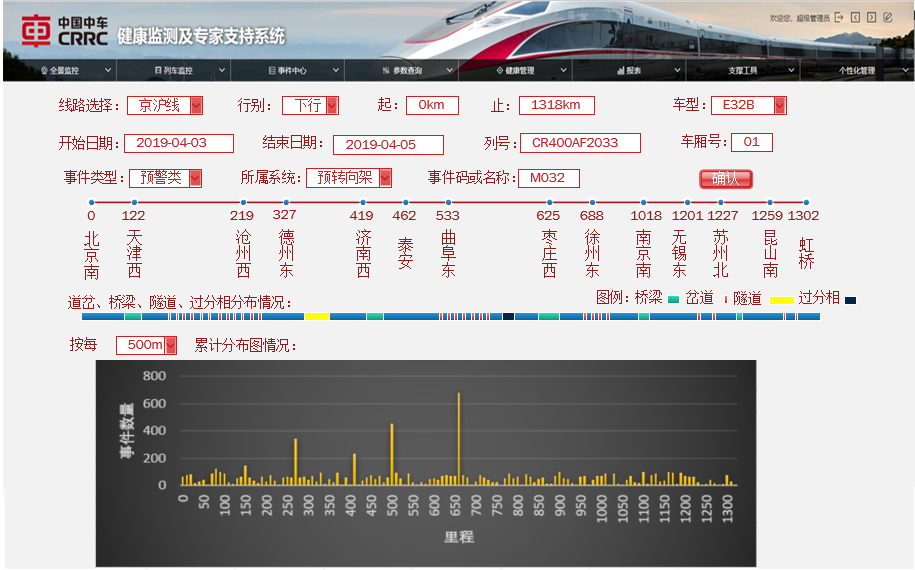 欢迎您，超级管理员
中国中车
CRRC 健康监测及专家支持系统
全景监控 列车监控 事件中心 参数查询 健康管理 报表 支撑工具 个性化管理
线路选择： 京沪线 行别： 下行 起： 0km 止： 1318km 车型： E32B
开始日期： 2019-04-03 结束日期： 2019-04-05 列号： CR400AF2033 车厢号： 01
事件类型： 预警类 所属系统： 预转向架 事件码或名称： M032 确认
0 122 219 327 419 462 533 625 688 1018 1201 1227 1259 1302
北京南 天津西 沧州西 德州东 济南西 泰安 曲阜东 枣庄西 徐州东 南京南 无锡东 苏州北 昆山南 虹桥
图例： 桥梁 岔道 隧道 过分相
道岔、桥梁、隧道、过分相分布情况：
按每 500m 累计分布图情况：
事件数量
800
600
400
200
0
0 50 100 150 200 250 300 350 400 450 500 550 600 650 700 750 800 850 900 950 1000 1050 1100 1150 1200 1250 1300
里程